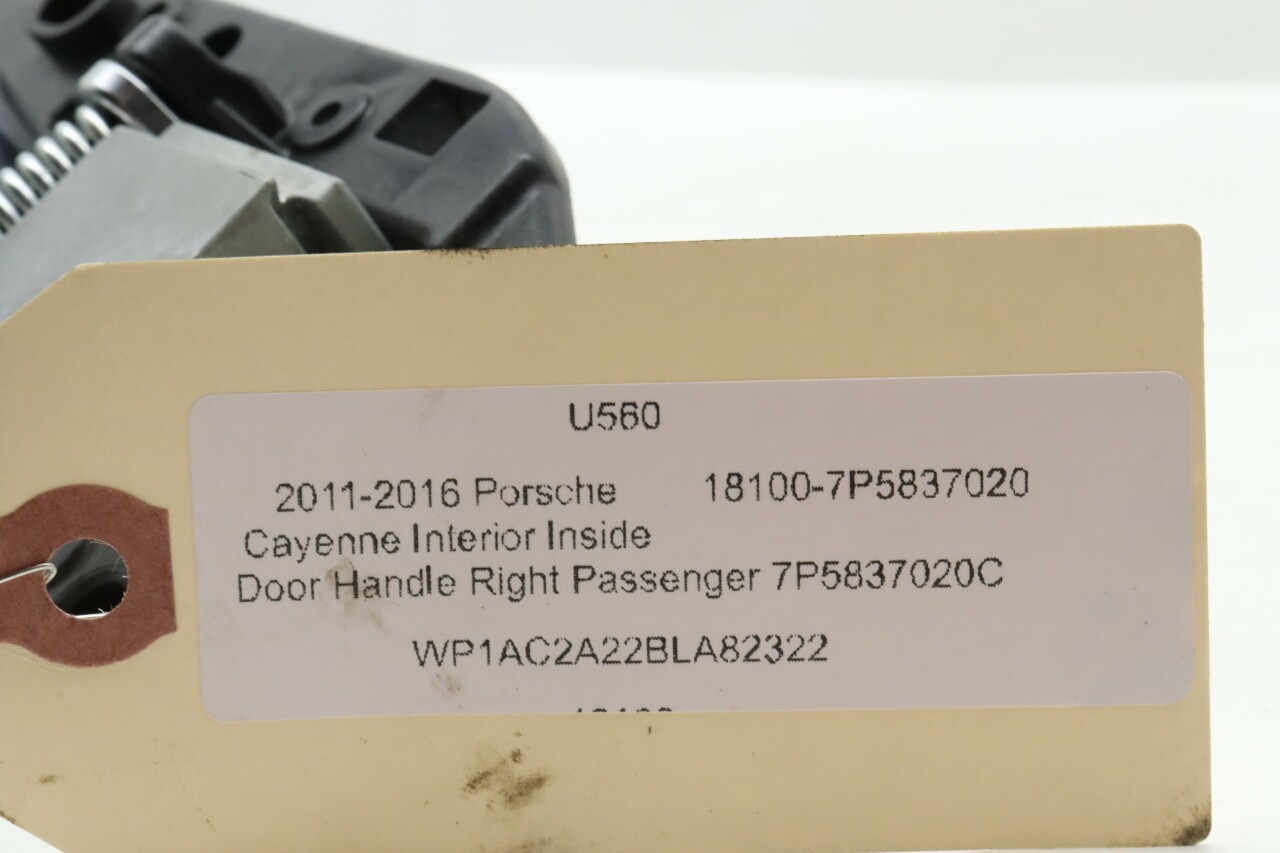 U560
2011-2016 Porsche 18100-7P5837020
Cayenne Interior Inside
Door Handle Right Passenger 7P5837020C
WP1AC2A22BLA82322